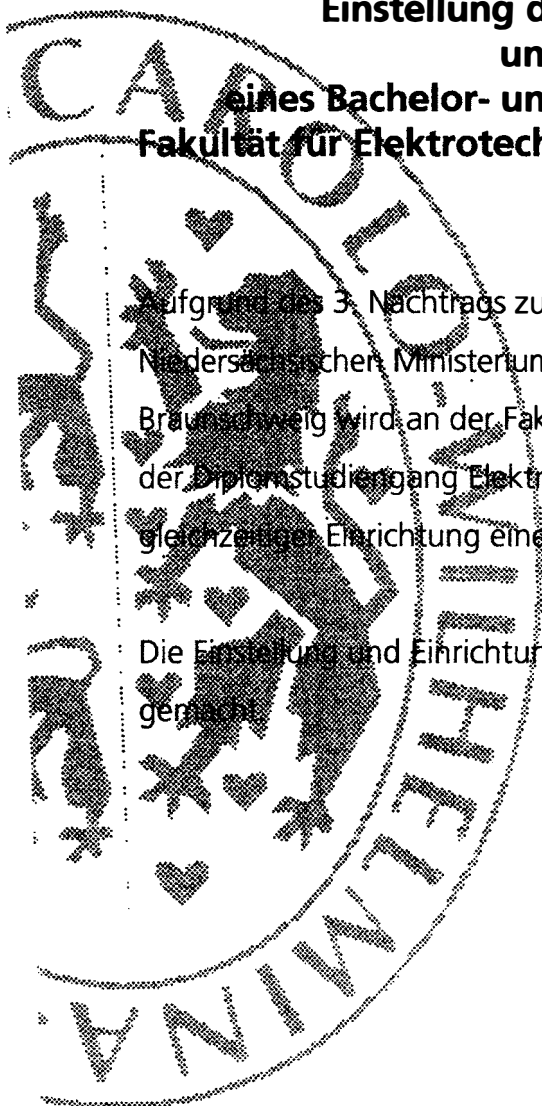 Einstellung d
un
eines Bachelor- un
Fakultät für Elektrotech
Aufgrund des 3. Nachtrags zu
Niedersächsischen Ministerium
Braunschweig wird an der Fak
der Diplomstudiengang Elektr
gleichzeitiger Einrichtung eine
Die Einstellung und Einrichtun
gemacht.
CAROLO-WILHELMINA